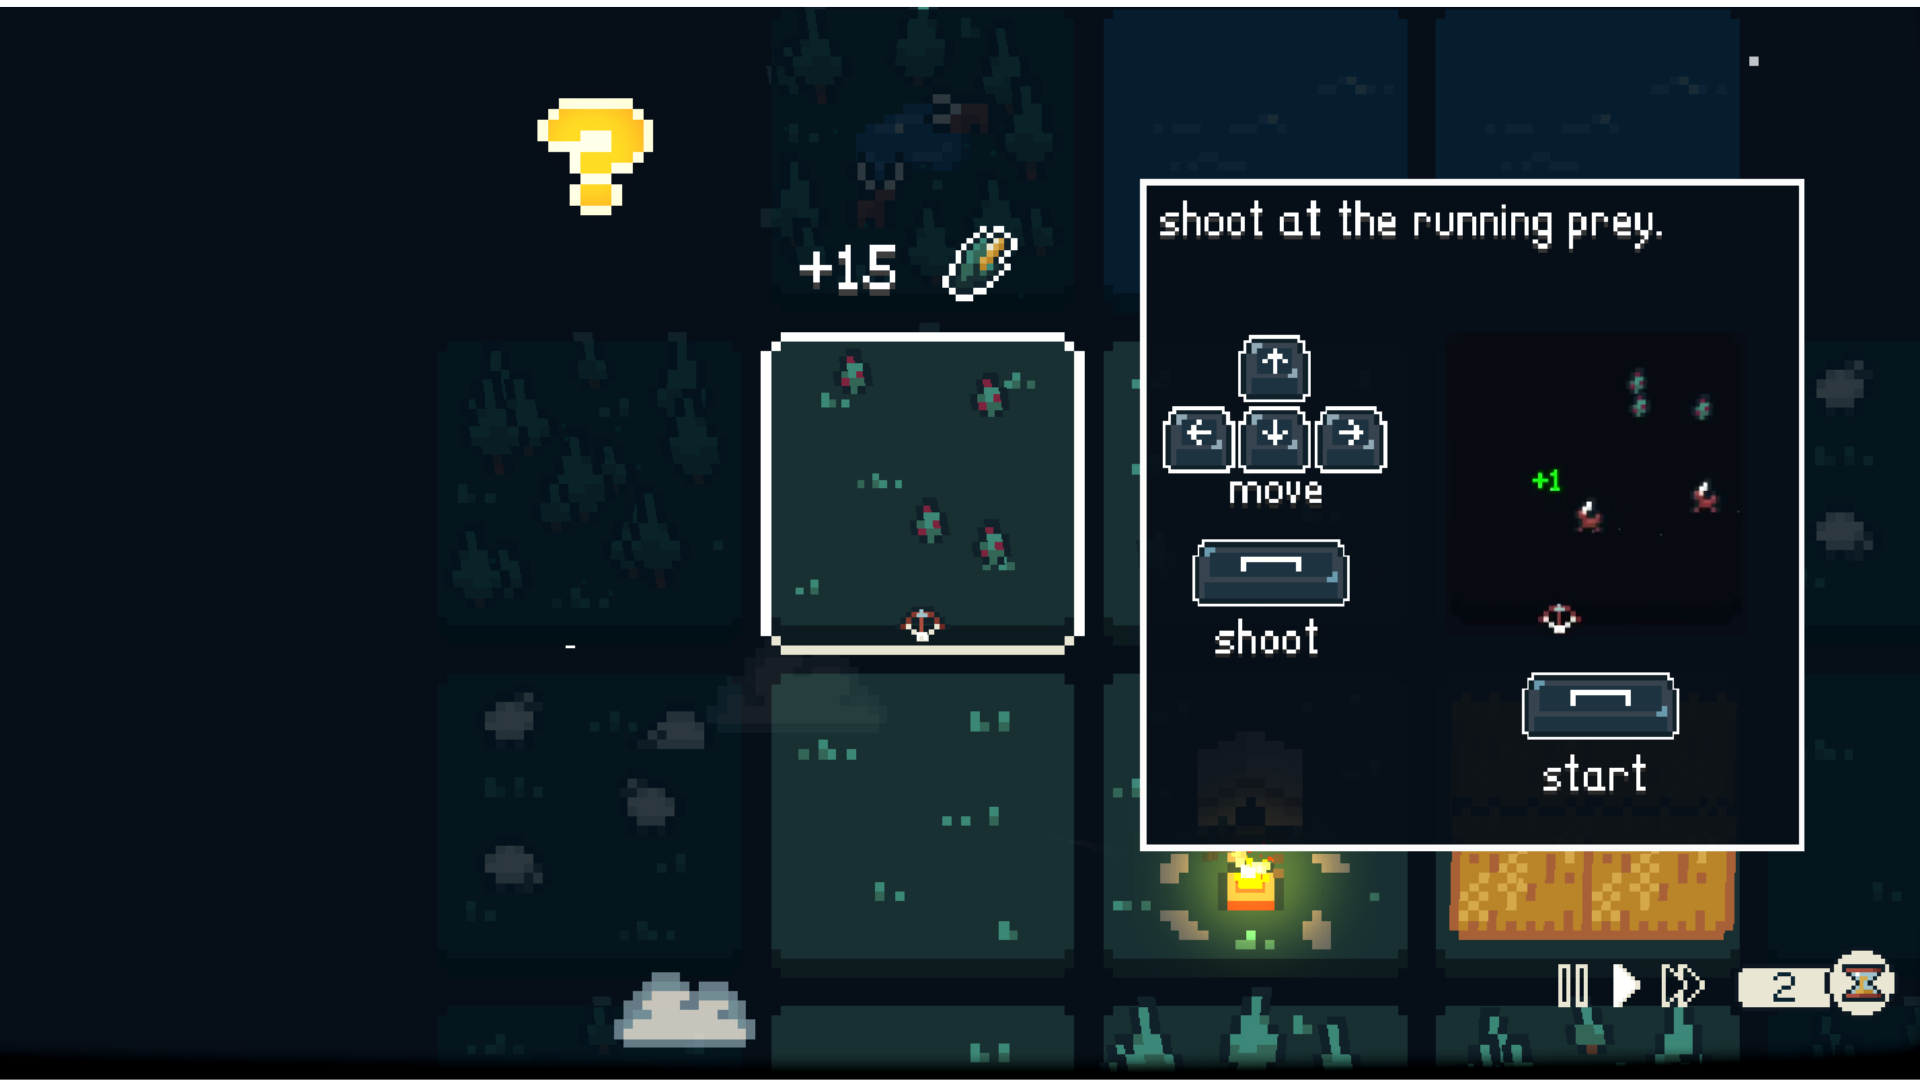 +15
shoot at the running prey.
move
+1
shoot
start
2